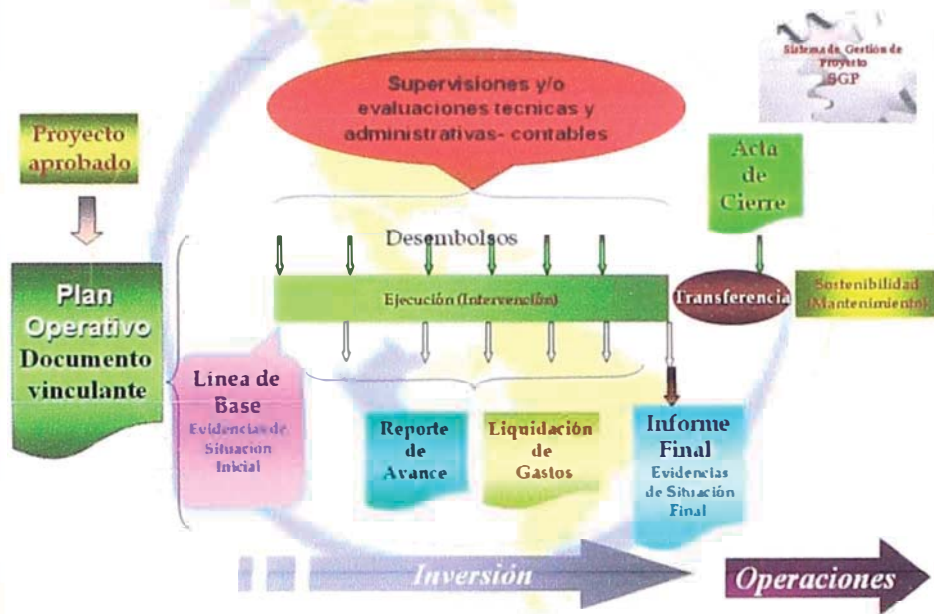 Sistema de Gestión de
Proyecto
SGP
Supervisiones y/o
evaluaciones tecnicas y
administrativas- contables
Proyecto
aprobado
Acta
de
Cierre
Desembolsos
Plan
Operativo
Documento
vinculante
Ejecución (Intervención)
Transferencia
Sostenibilidad
(Mantenimiento)
Línea de
Base
Evidencias de
Situación
Inicial
Reporte
de
Avance
Liquidación
de
Gastos
Informe
Final
Evidencias
de Situación
Final
Inversión
Operaciones